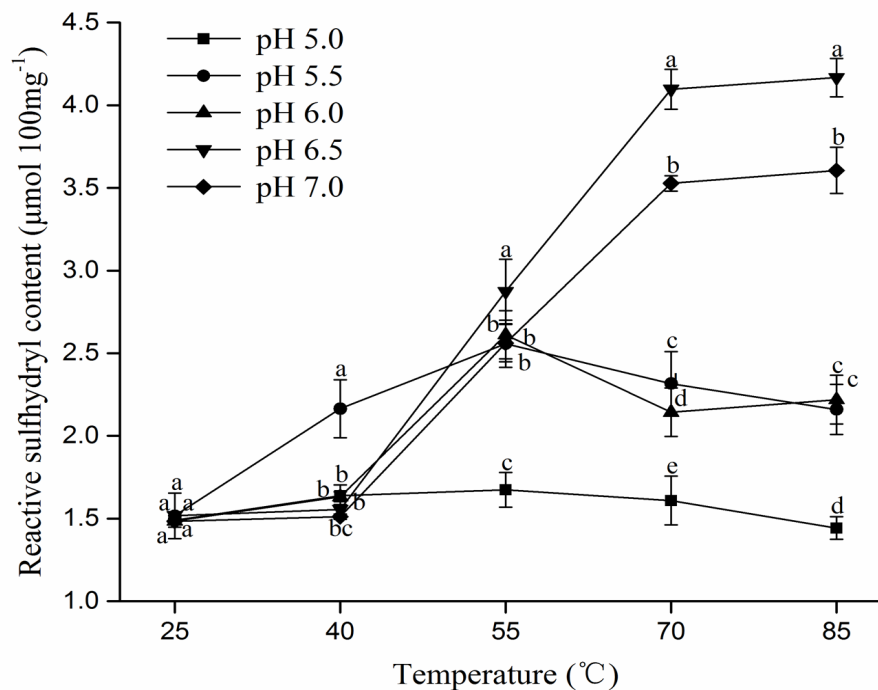 Reactive sulfhydryl content (μmol 100mg⁻¹)
4.5
4.0
3.5
3.0
2.5
2.0
1.5
1.0
pH 5.0
pH 5.5
pH 6.0
pH 6.5
pH 7.0
a
a
a
a
a
a
b
b
b
bc
a
b
b
b
c
a
b
c
d
e
a
b
c
c
d
25
40
55
70
85
Temperature (℃)